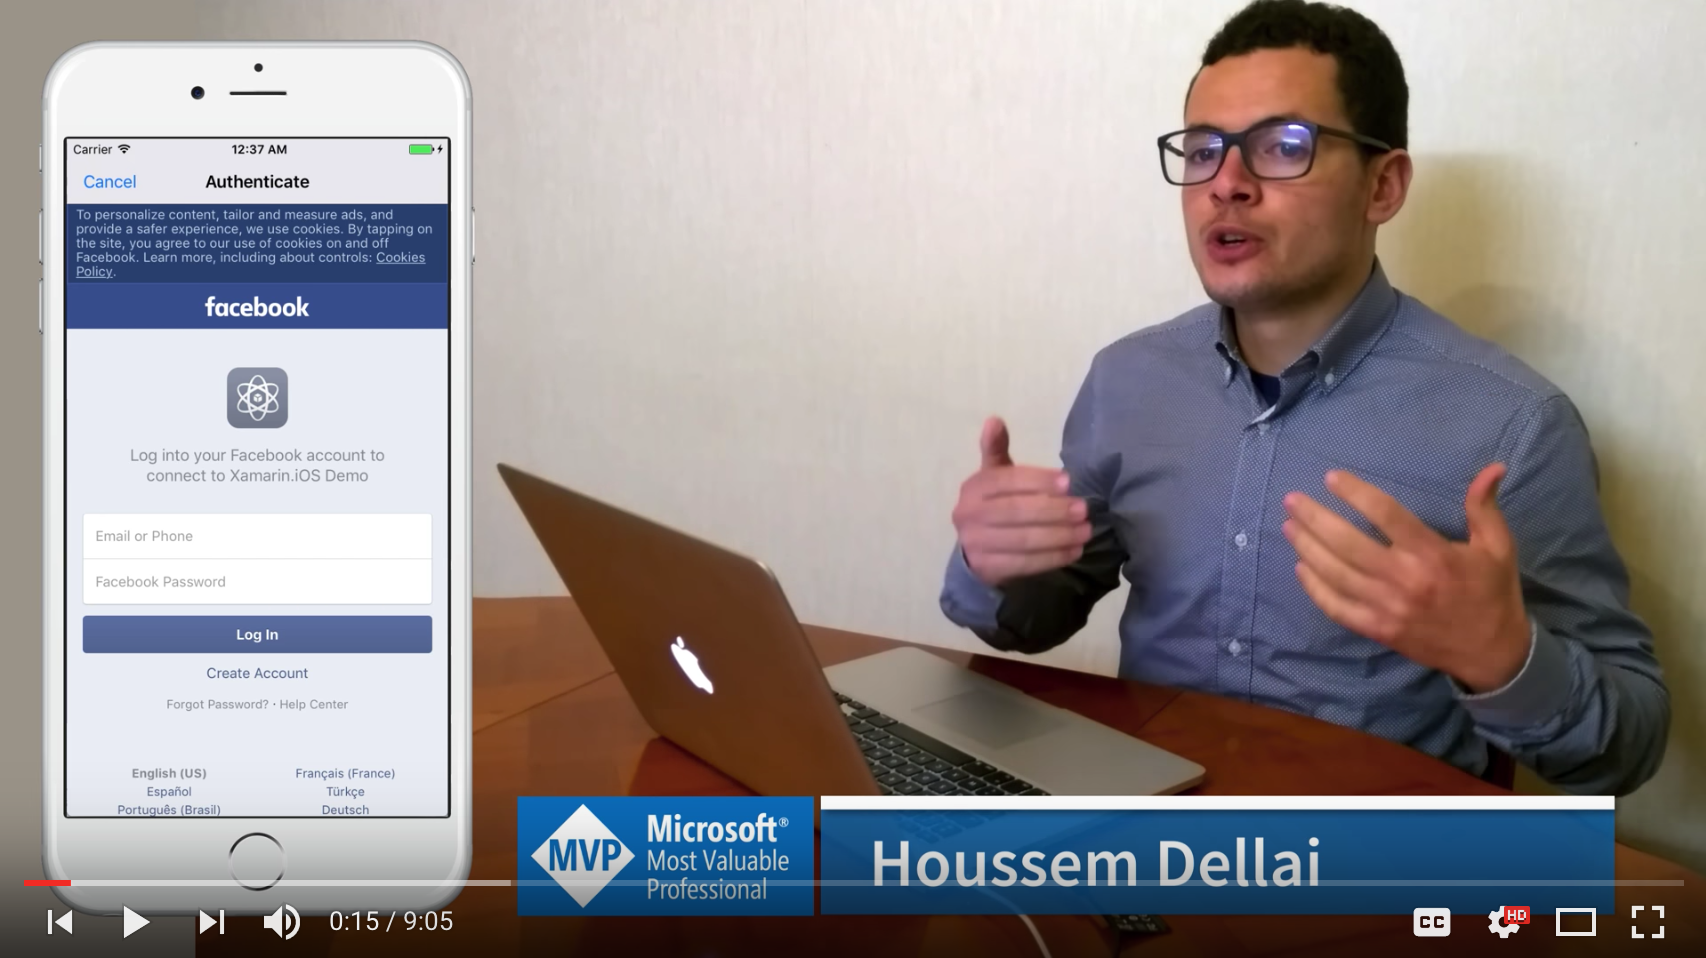 Carrier
12:37 AM
Cancel
Authenticate
To personalize content, tailor and measure ads, and
provide a safer experience, we use cookies. By tapping on
the site, you agree to our use of cookies on and off
Facebook. Learn more, including about controls: Cookies
Policy.
facebook
Log into your Facebook account to
connect to Xamarin.iOS Demo
Email or Phone
Facebook Password
Log In
Create Account
Forgot Password? · Help Center
English (US)
Français (France)
Español
Türkçe
Português (Brasil)
Deutsch
MVP
Microsoft®
Most Valuable
Professional
Houssem Dellai
0:15 / 9:05
CC
HD